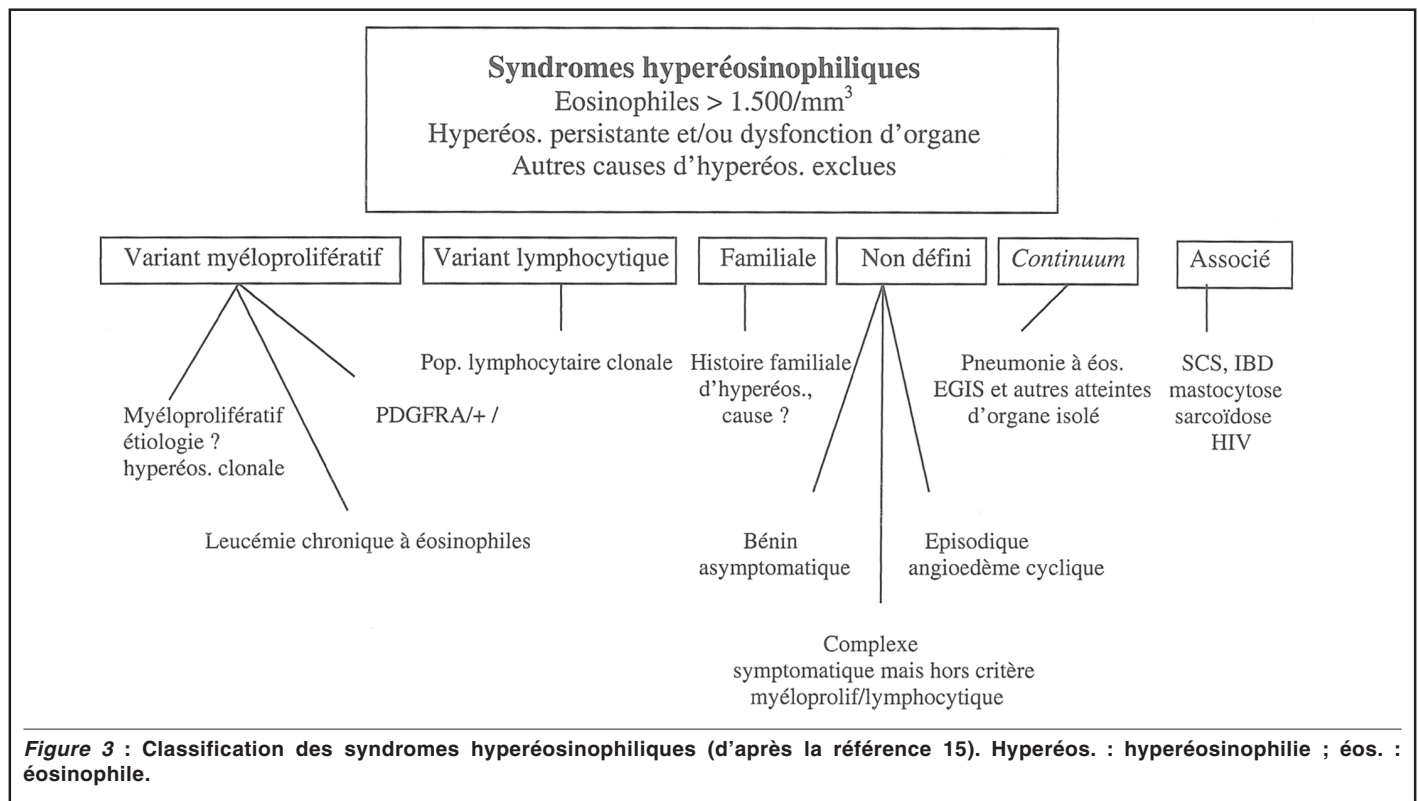 Syndromes hyperéosinophiliques
Eosinophiles > 1.500/mm³
Hyperéos. persistante et/ou dysfonction d'organe
Autres causes d'hyperéos. exclues
Variant myéloprolifératif
Variant lymphocytique
Familiale
Non défini
Continuum
Associé
Myéloprolifératif
étiologie ?
hyperéos. clonale
Leucémie chronique à éosinophiles
PDGFRA/+ /
Pop. lymphocytaire clonale
Histoire familiale
d'hyperéos.,
cause ?
Bénin
asymptomatique
Complexe
symptomatique mais hors critère
myéloprolif/lymphocytique
Episodique
angioedème cyclique
Pneumonie à éos.
EGIS et autres atteintes
d'organe isolé
SCS, IBD
mastocytose
sarcoïdose
HIV
Figure 3 : Classification des syndromes hyperéosinophiliques (d'après la référence 15). Hyperéos. : hyperéosinophilie ; éos. :
éosinophile.